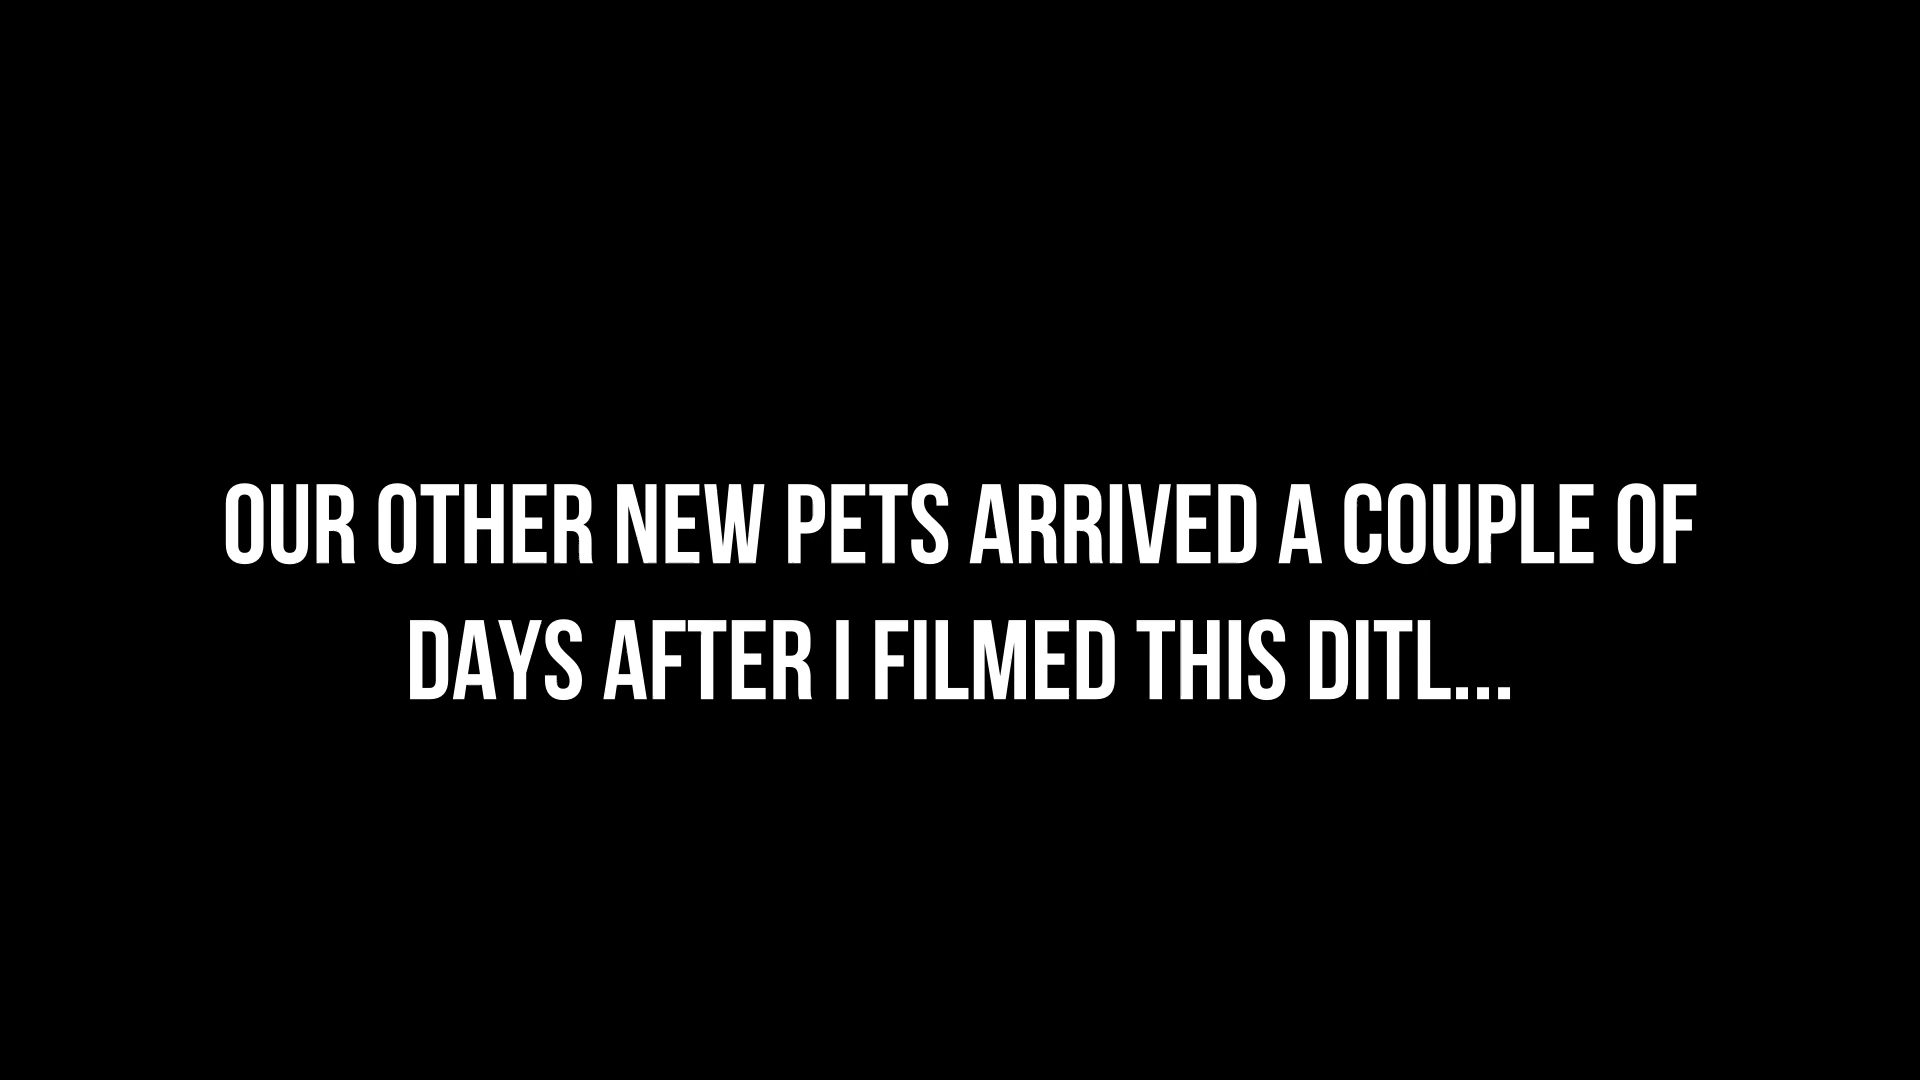 OUR OTHER NEW PETS ARRIVED A COUPLE OF
DAYS AFTER I FILMED THIS DITL...